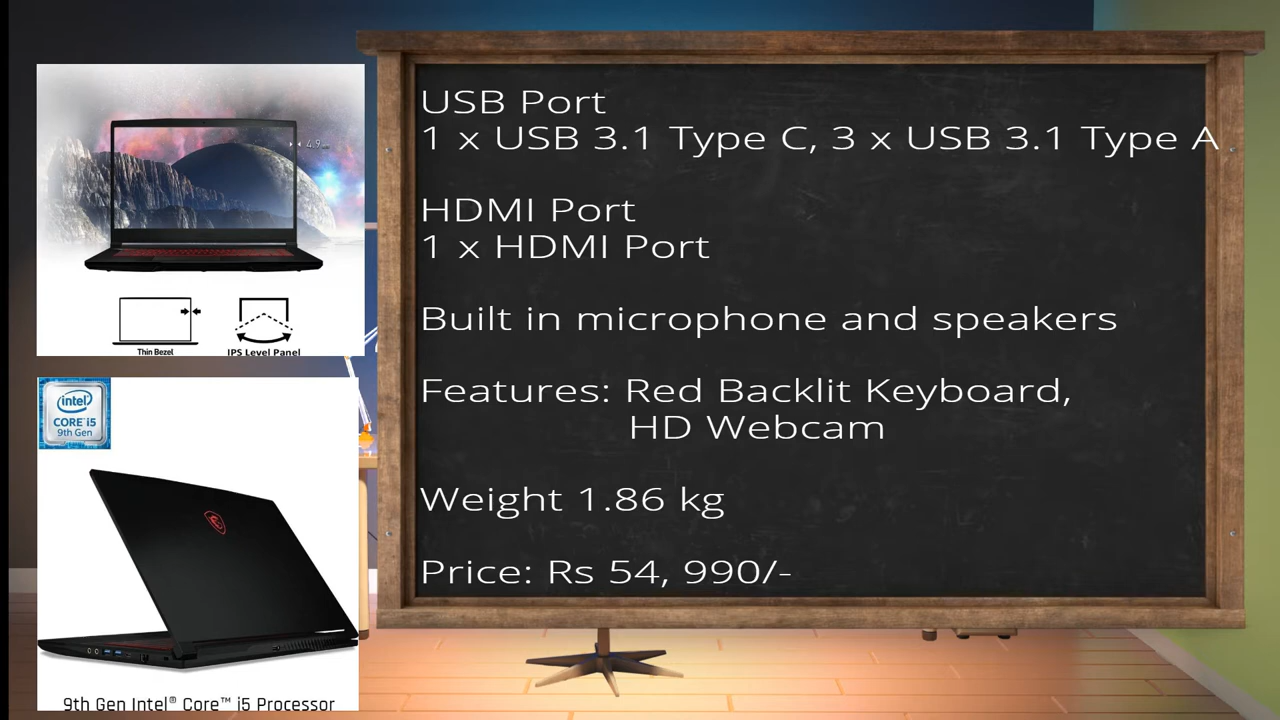 4.9mm
Thin Bezel
IPS Level Panel
intel
CORE i5
9th Gen
9th Gen Intel® Core™ i5 Processor
USB Port
1 x USB 3.1 Type C, 3 x USB 3.1 Type A
HDMI Port
1 x HDMI Port
Built in microphone and speakers
Features: Red Backlit Keyboard,
HD Webcam
Weight 1.86 kg
Price: Rs 54, 990/-